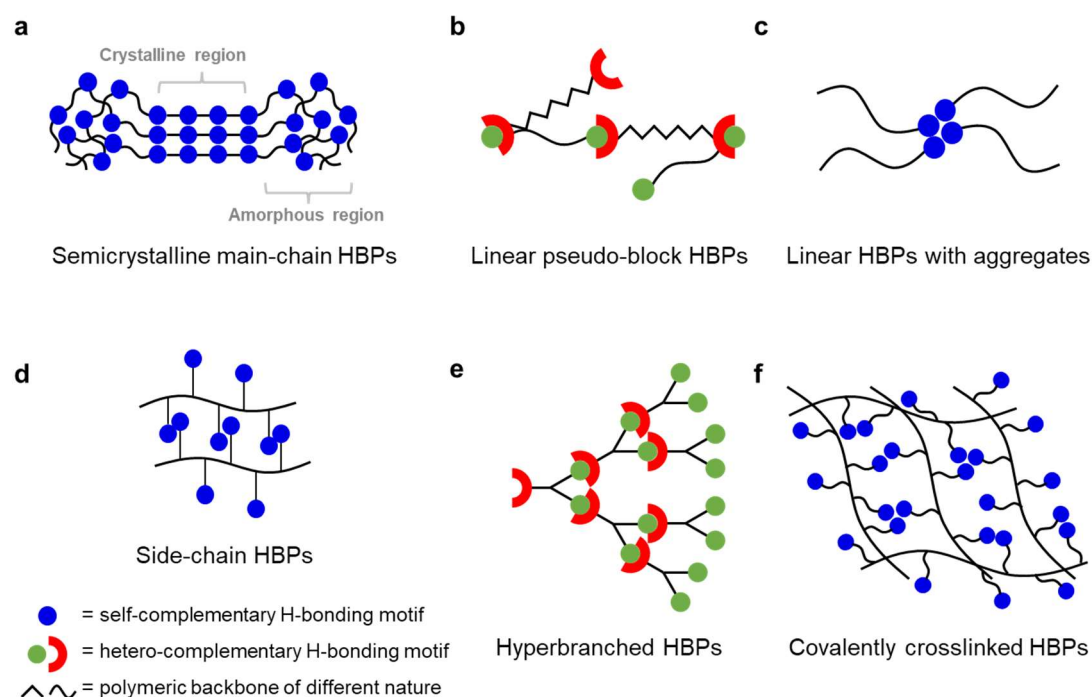 a
Crystalline region
Amorphous region
Semicrystalline main-chain HBPs
b
Linear pseudo-block HBPs
c
Linear HBPs with aggregates
d
Side-chain HBPs
= self-complementary H-bonding motif
= hetero-complementary H-bonding motif
= polymeric backbone of different nature
e
Hyperbranched HBPs
f
Covalently crosslinked HBPs